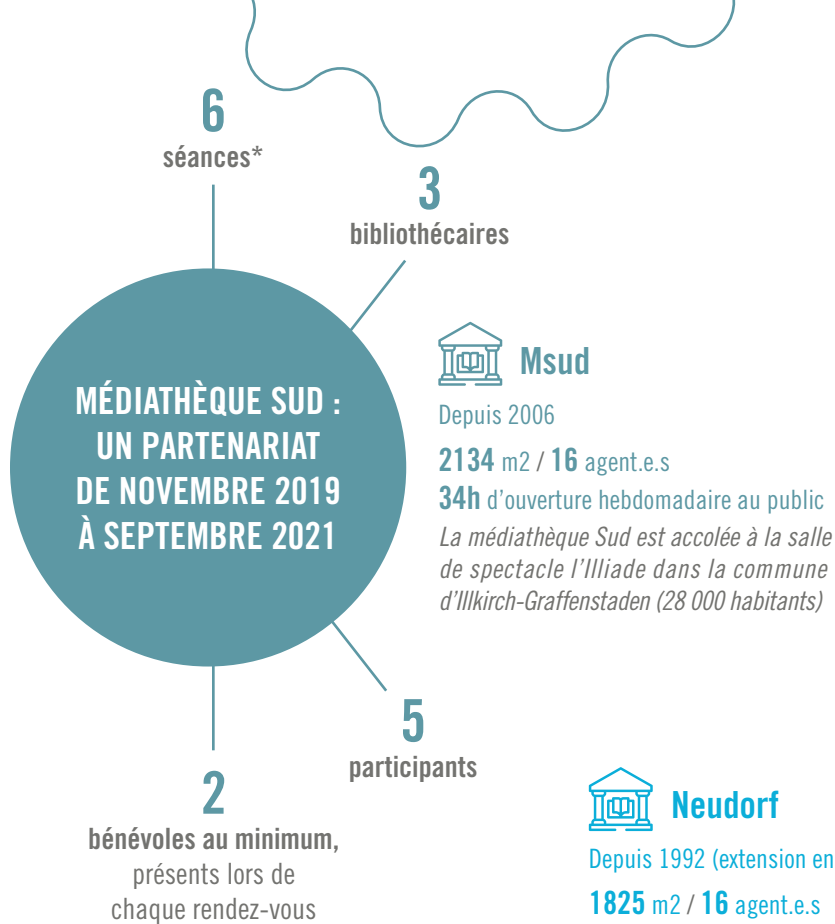 6
séances*
3
bibliothécaires
MÉDIATHÈQUE SUD :
UN PARTENARIAT
DE NOVEMBRE 2019
À SEPTEMBRE 2021
Msud
Depuis 2006
2134 m2 / 16 agent.e.s
34h d’ouverture hebdomadaire au public
La médiathèque Sud est accolée à la salle
de spectacle l’Illiade dans la commune
d’Illkirch-Graffenstaden (28 000 habitants)
5
participants
2
bénévoles au minimum,
présents lors de
chaque rendez-vous
Neudorf
Depuis 1992 (extension en
1825 m2 / 16 agent.e.s